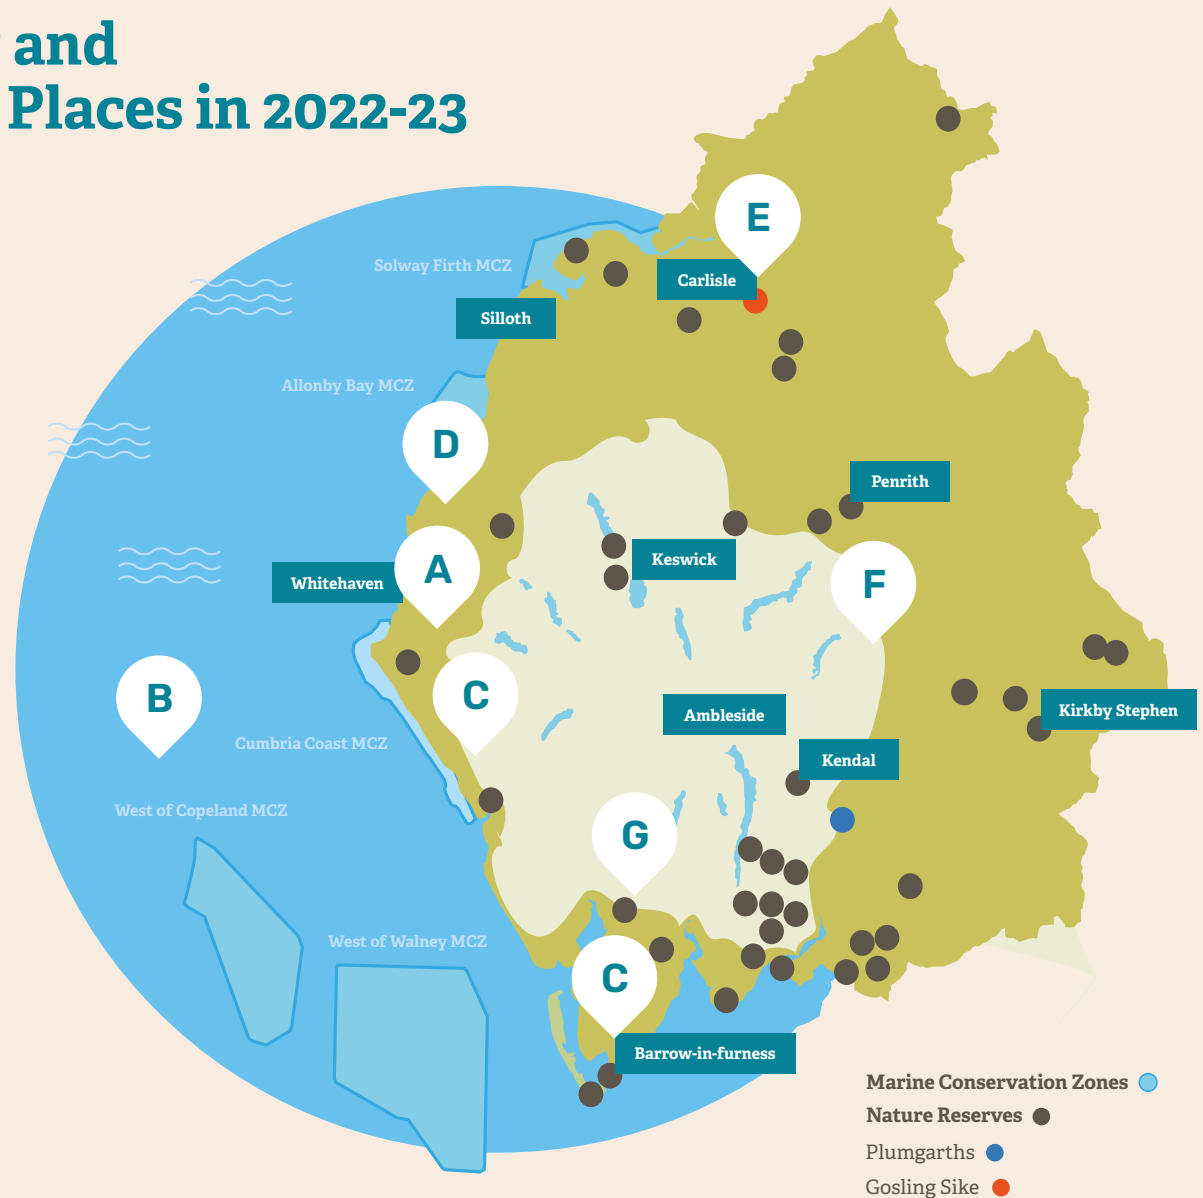 and
Places in 2022-23
E
Solway Firth MCZ
Carlisle
Silloth
Allonby Bay MCZ
D
Penrith
Keswick
A
Whitehaven
F
B
C
Kirkby Stephen
Ambleside
Cumbria Coast MCZ
Kendal
West of Copeland MCZ
G
West of Walney MCZ
C
Barrow-in-furness
Marine Conservation Zones
Nature Reserves
Plumgarths
Gosling Sike